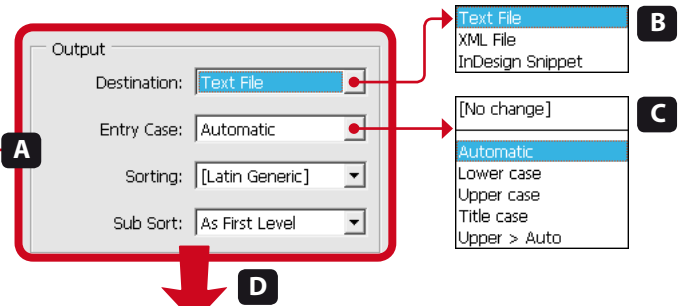 Output
Destination: Text File
Entry Case: Automatic
Sorting: [Latin Generic]
Sub Sort: As First Level
A
Text File
XML File
InDesign Snippet
B
[No change]
Automatic
Lower case
Upper case
Title case
Upper > Auto
C
D